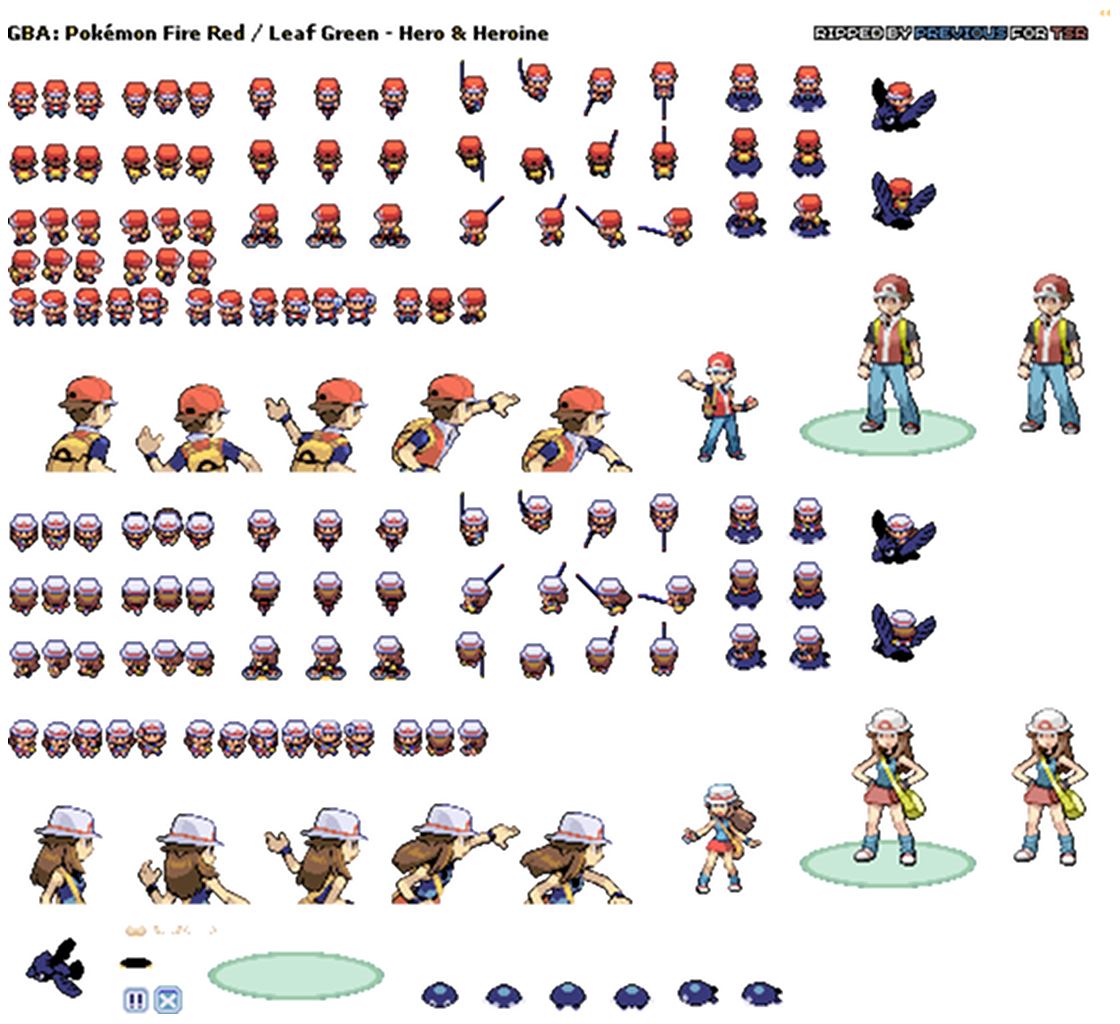 GBA: Pokémon Fire Red / Leaf Green - Hero & Heroine
RIPPED BY PREVIOUS FOR TSR